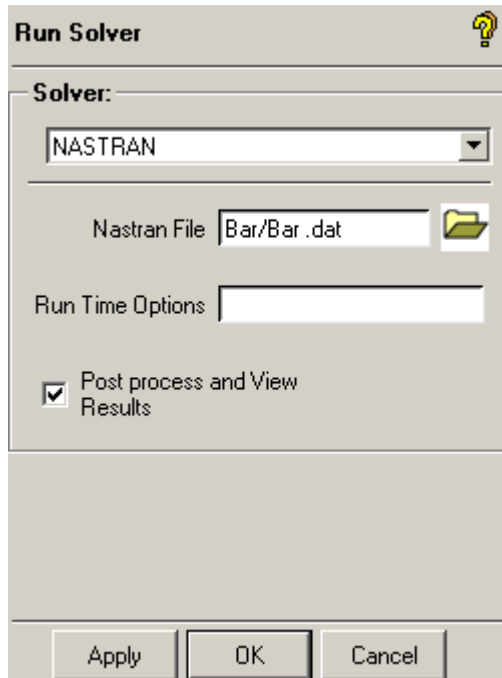 Run Solver
Solver:
NASTRAN
Nastran File Bar/Bar .dat
Run Time Options
Post process and View
Results
Apply OK Cancel